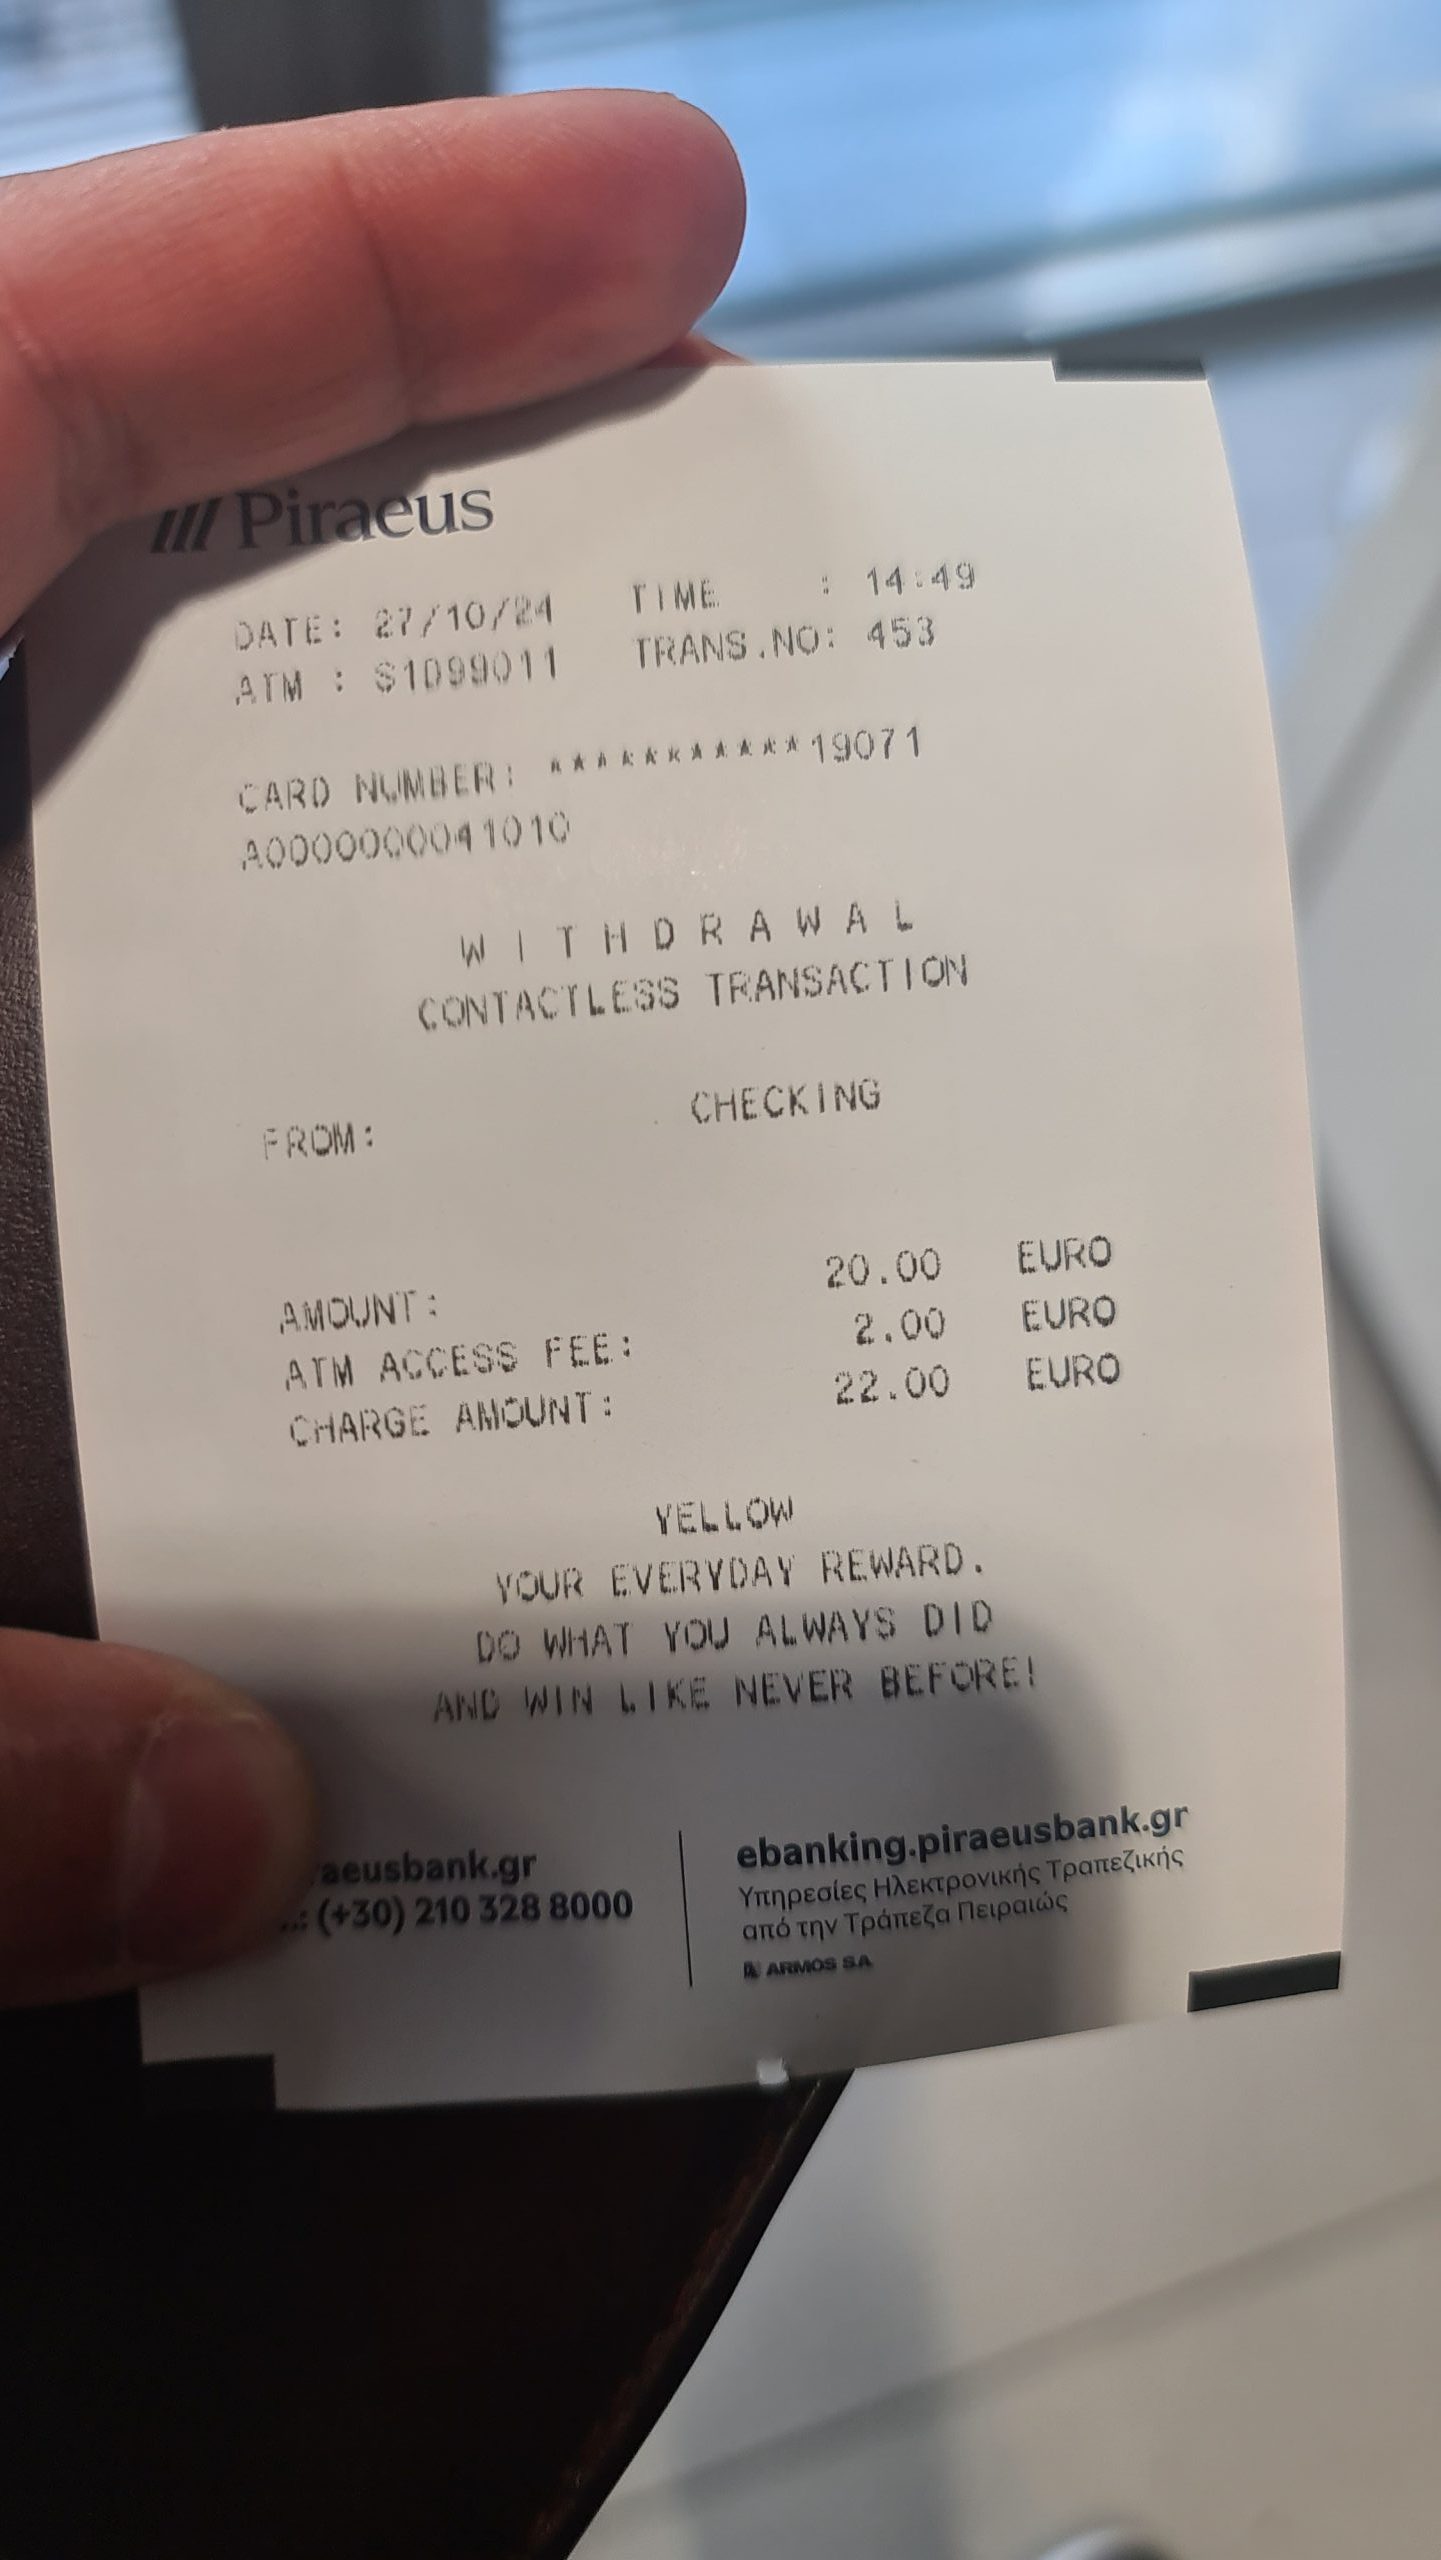 Piraeus
DATE: 27/10/24 TIME : 14:49
ATM : S1099011 TRANS.NO: 453
CARD NUMBER: ***********19071
A0000000041010
W I T H D R A W A L
CONTACTLESS TRANSACTION
FROM: CHECKING
AMOUNT: 20.00 EURO
ATM ACCESS FEE: 2.00 EURO
CHARGE AMOUNT: 22.00 EURO
YELLOW
YOUR EVERYDAY REWARD.
DO WHAT YOU ALWAYS DID
AND WIN LIKE NEVER BEFORE!
raeusbank.gr
.: (+30) 210 328 8000
ebanking.piraeusbank.gr
Υπηρεσίες Ηλεκτρονικής Τραπεζικής
από την Τράπεζα Πειραιώς
ARMOS S.A.